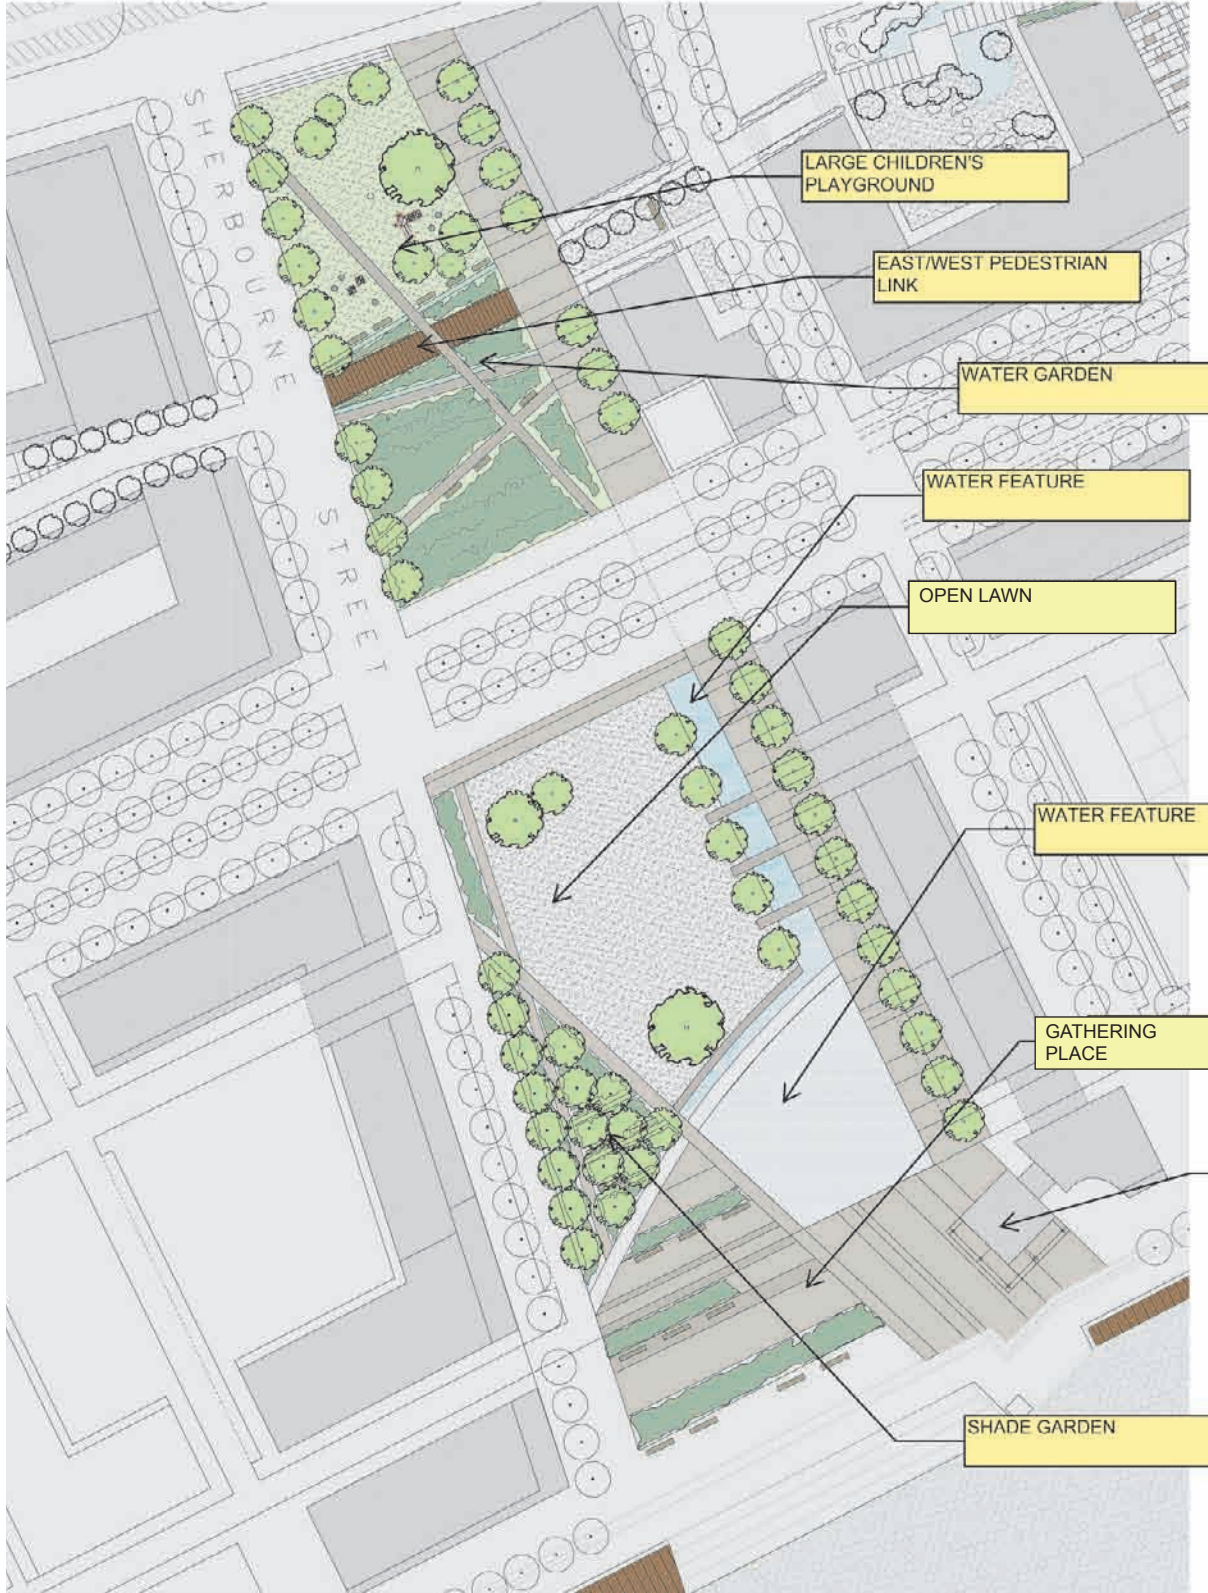 SHERBOURNE
STREET
LARGE CHILDREN'S
PLAYGROUND
EAST/WEST PEDESTRIAN
LINK
WATER GARDEN
WATER FEATURE
OPEN LAWN
WATER FEATURE
GATHERING
PLACE
SHADE GARDEN